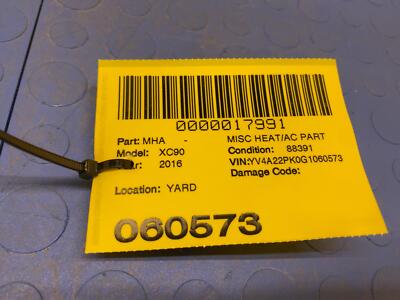 0000017991
Part: MHA - MISC HEAT/AC PART
Model: XC90 Condition: 88391
ar: 2016 VIN:YV4A22PK0G1060573
Damage Code:
Location: YARD
060573